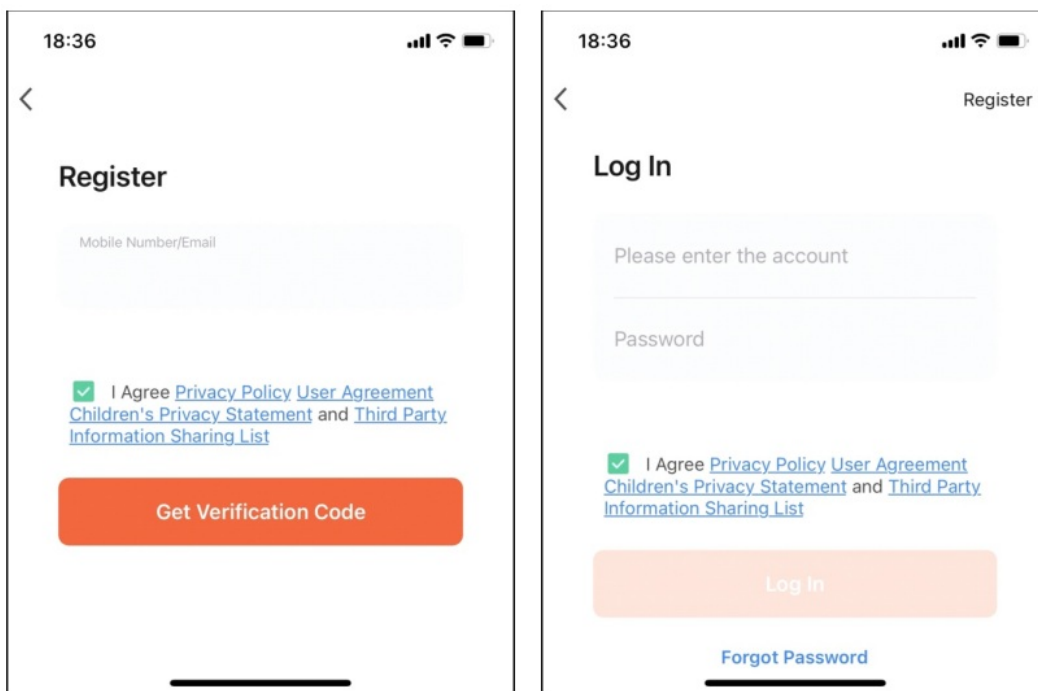 18:36
Register
Mobile Number/Email
I Agree Privacy Policy User Agreement
Children's Privacy Statement and Third Party
Information Sharing List
Get Verification Code
18:36
Register
Log In
Please enter the account
Password
I Agree Privacy Policy User Agreement
Children's Privacy Statement and Third Party
Information Sharing List
Log In
Forgot Password